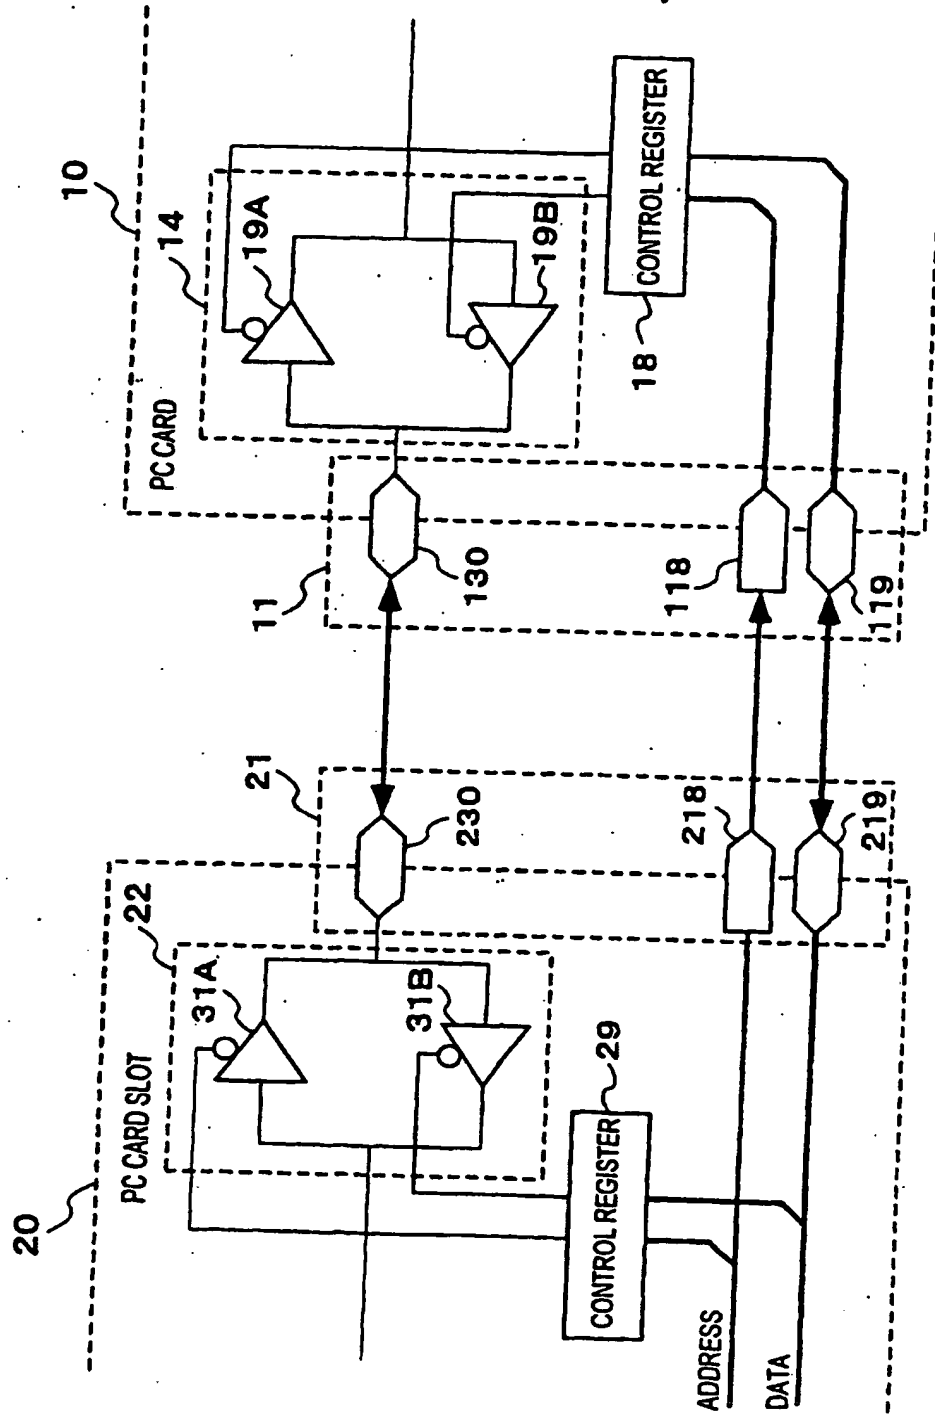 20
PC CARD SLOT
22
31A
31B
CONTROL REGISTER
29
ADDRESS
DATA
21
230
218
219
11
130
118
119
10
PC CARD
14
19A
19B
CONTROL REGISTER
18